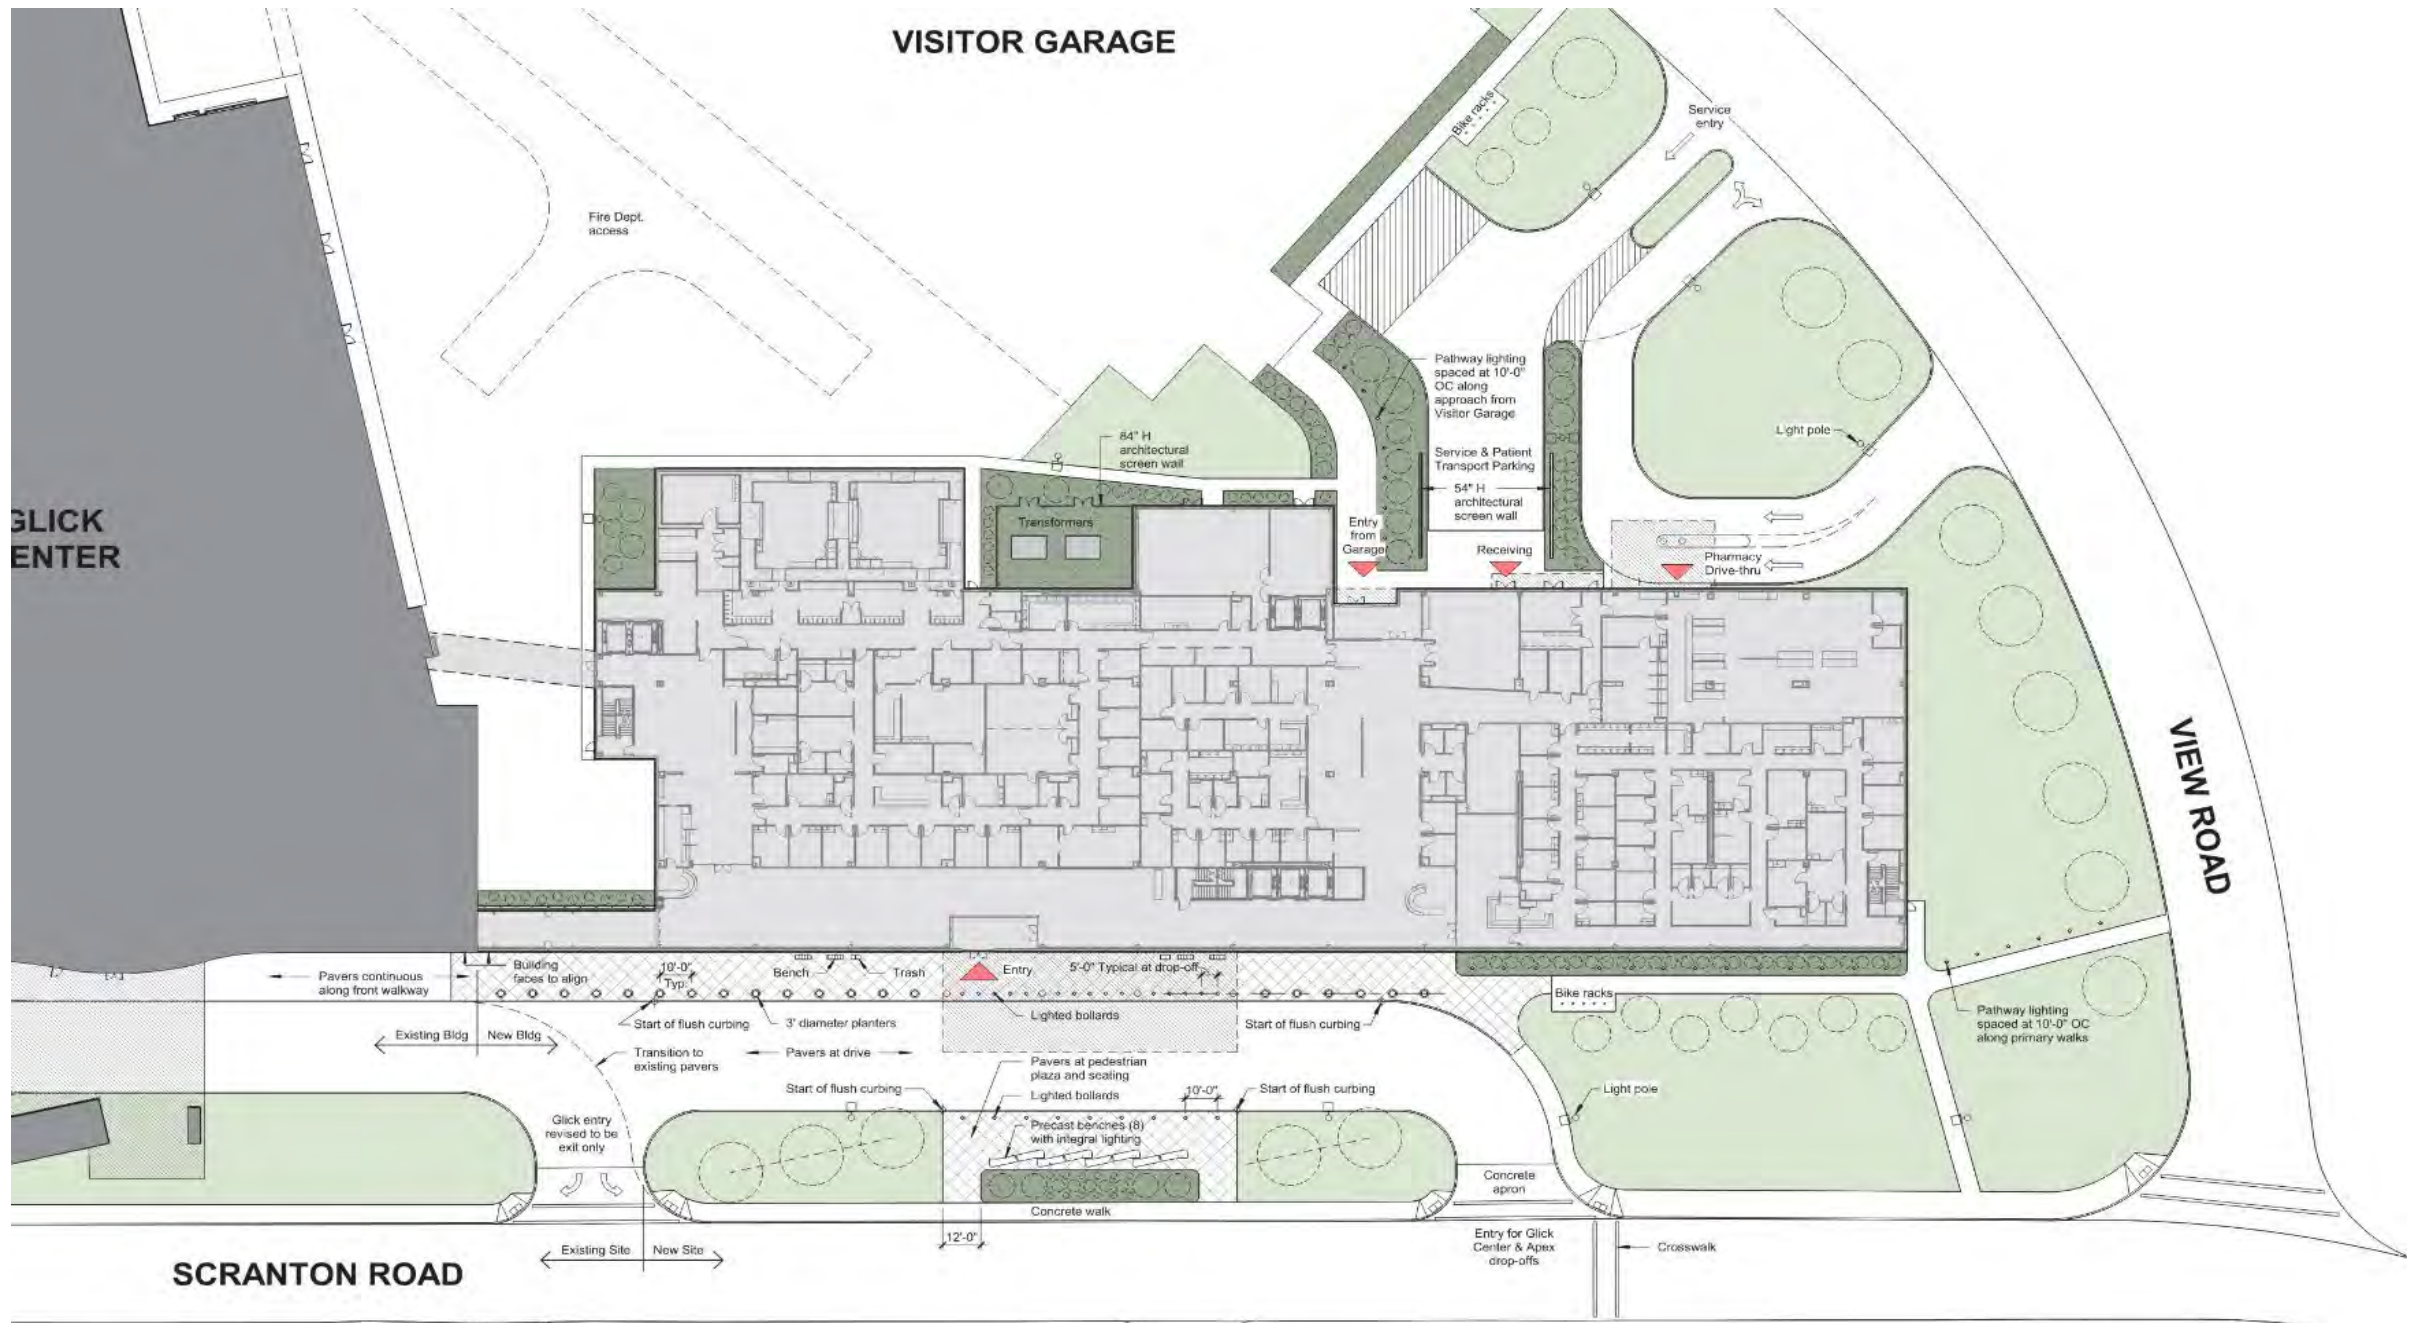 VISITOR GARAGE
Bike racks
Service
entry
Fire Dept.
access
Pathway lighting
spaced at 10'-0"
OC along
approach from
Visitor Garage
Light pole
84" H
architectural
screen wall
Service & Patient
Transport Parking
54" H
architectural
screen wall
GLICK
ENTER
Transformers
Entry
from
Garage
Receiving
Pharmacy
Drive-thru
VIEW ROAD
Pavers continuous
along front walkway
Building
faces to align
10'-0"
Typ.
Bench
Trash
Entry
5'-0" Typical at drop-off
Bike racks
Start of flush curbing
3' diameter planters
Lighted bollards
Start of flush curbing
Pathway lighting
spaced at 10'-0" OC
along primary walks
Existing Bldg
New Bldg
Transition to
existing pavers
Pavers at drive
Pavers at pedestrian
plaza and seating
Start of flush curbing
Lighted bollards
10'-0"
Start of flush curbing
Light pole
Glick entry
revised to be
exit only
Precast benches (8)
with integral lighting
Concrete
apron
Concrete walk
12'-0"
Existing Site
New Site
Entry for Glick
Center & Apex
drop-offs
Crosswalk
SCRANTON ROAD